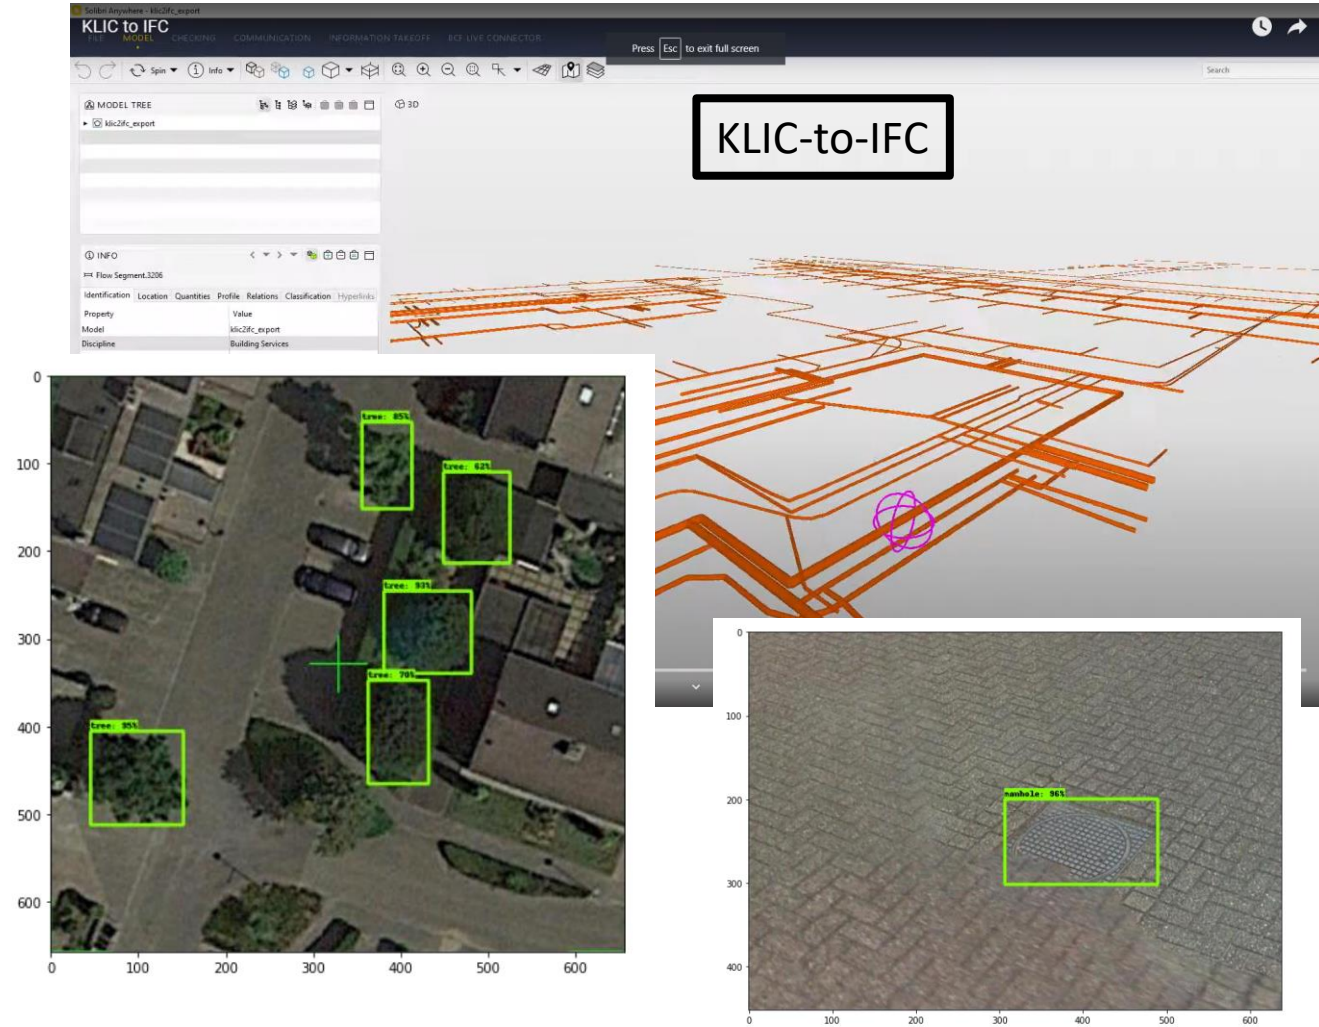 Solibri Anywhere - klic2ifc_export
KLIC to IFC
FILE MODEL CHECKING COMMUNICATION INFORMATION TAKEOFF BCF LIVE CONNECTOR
Press Esc to exit full screen
Spin Info
Search
MODEL TREE
3D
klic2ifc_export
KLIC-to-IFC
INFO
Flow Segment.3206
Identification Location Quantities Profile Relations Classification Hyperlinks
Property Value
Model klic2ifc_export
Discipline Building Services
0
100
200
300
400
500
600
0 100 200 300 400 500 600
tree: 85%
tree: 62%
tree: 93%
tree: 70%
tree: 95%
0
100
200
300
400
0 100 200 300 400 500 600
manhole: 96%